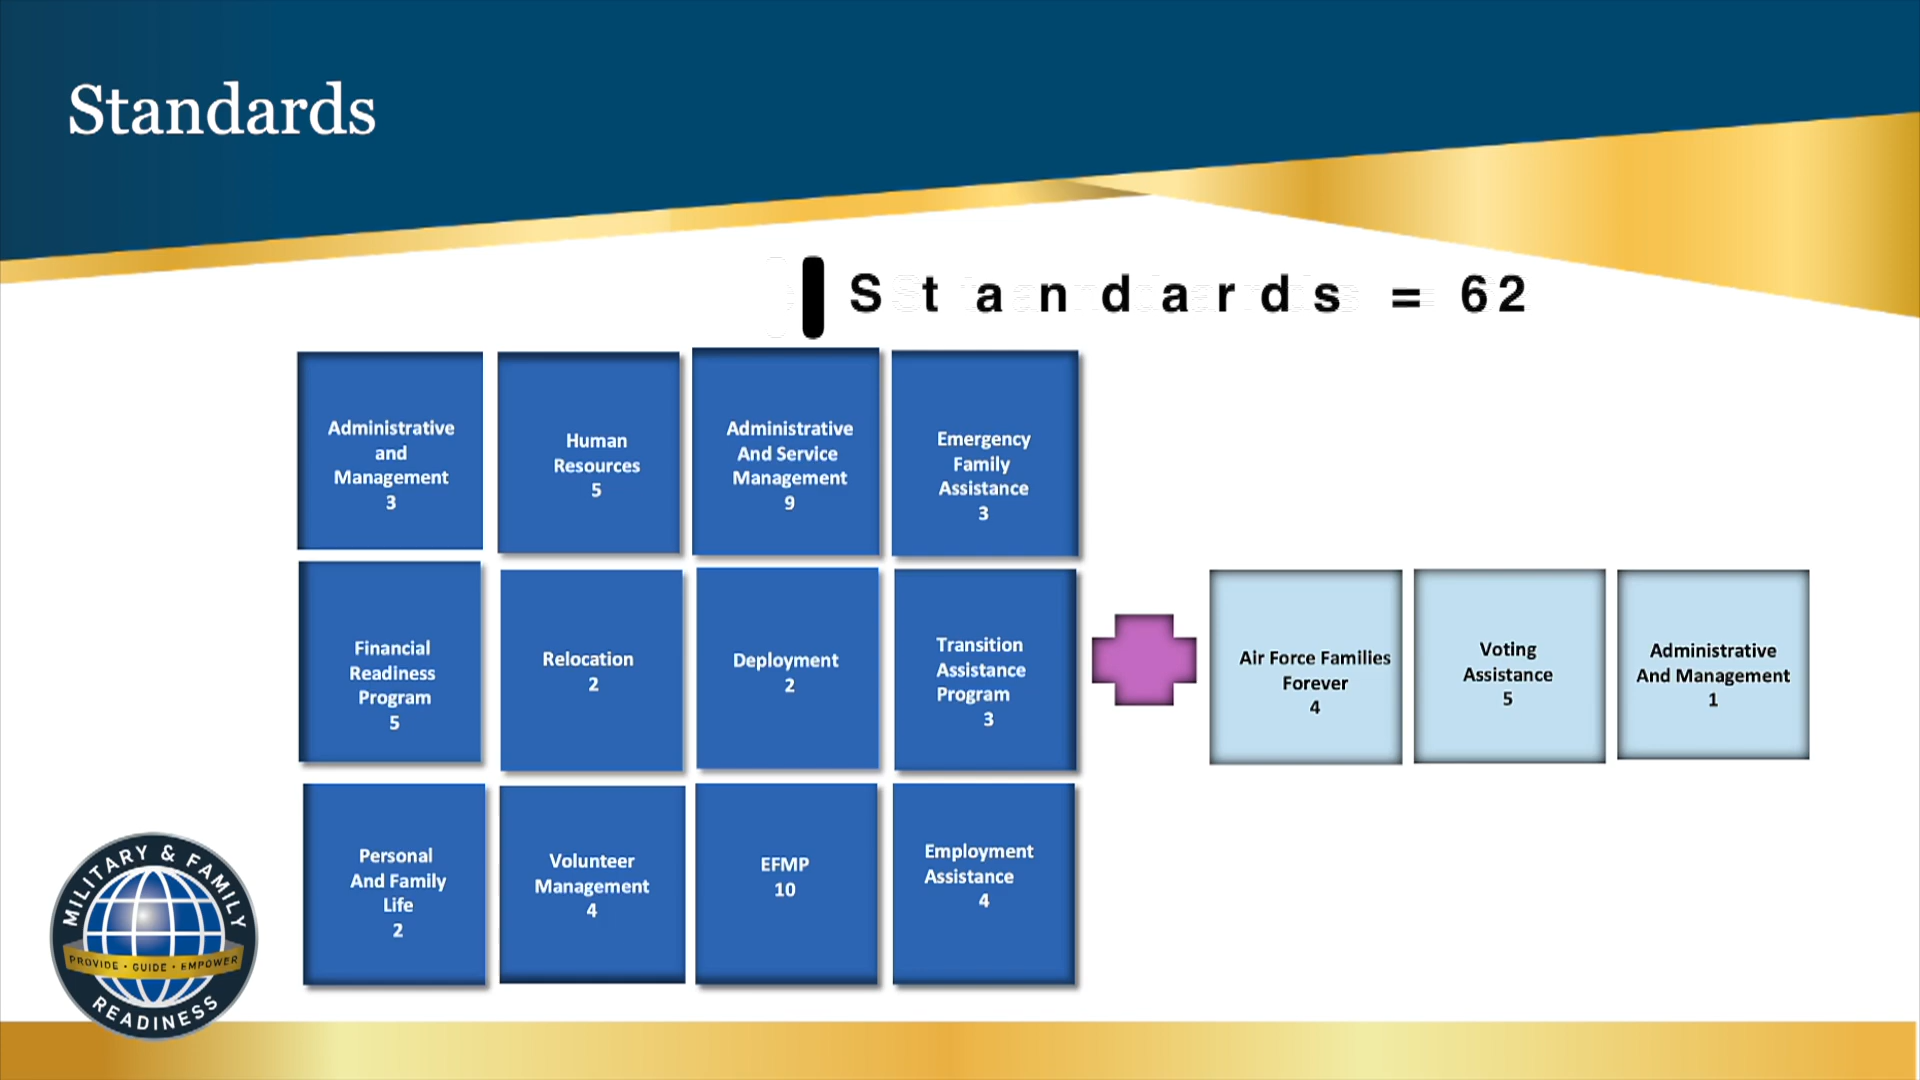 Standards
Standards = 62
Administrative
and
Management
3
Human
Resources
5
Administrative
And Service
Management
9
Emergency
Family
Assistance
3
Financial
Readiness
Program
5
Relocation
2
Deployment
2
Transition
Assistance
Program
3
Air Force Families
Forever
4
Voting
Assistance
5
Administrative
And Management
1
Personal
And Family
Life
2
Volunteer
Management
4
EFMP
10
Employment
Assistance
4
MILITARY & FAMILY
PROVIDE • GUIDE • EMPOWER
READINESS